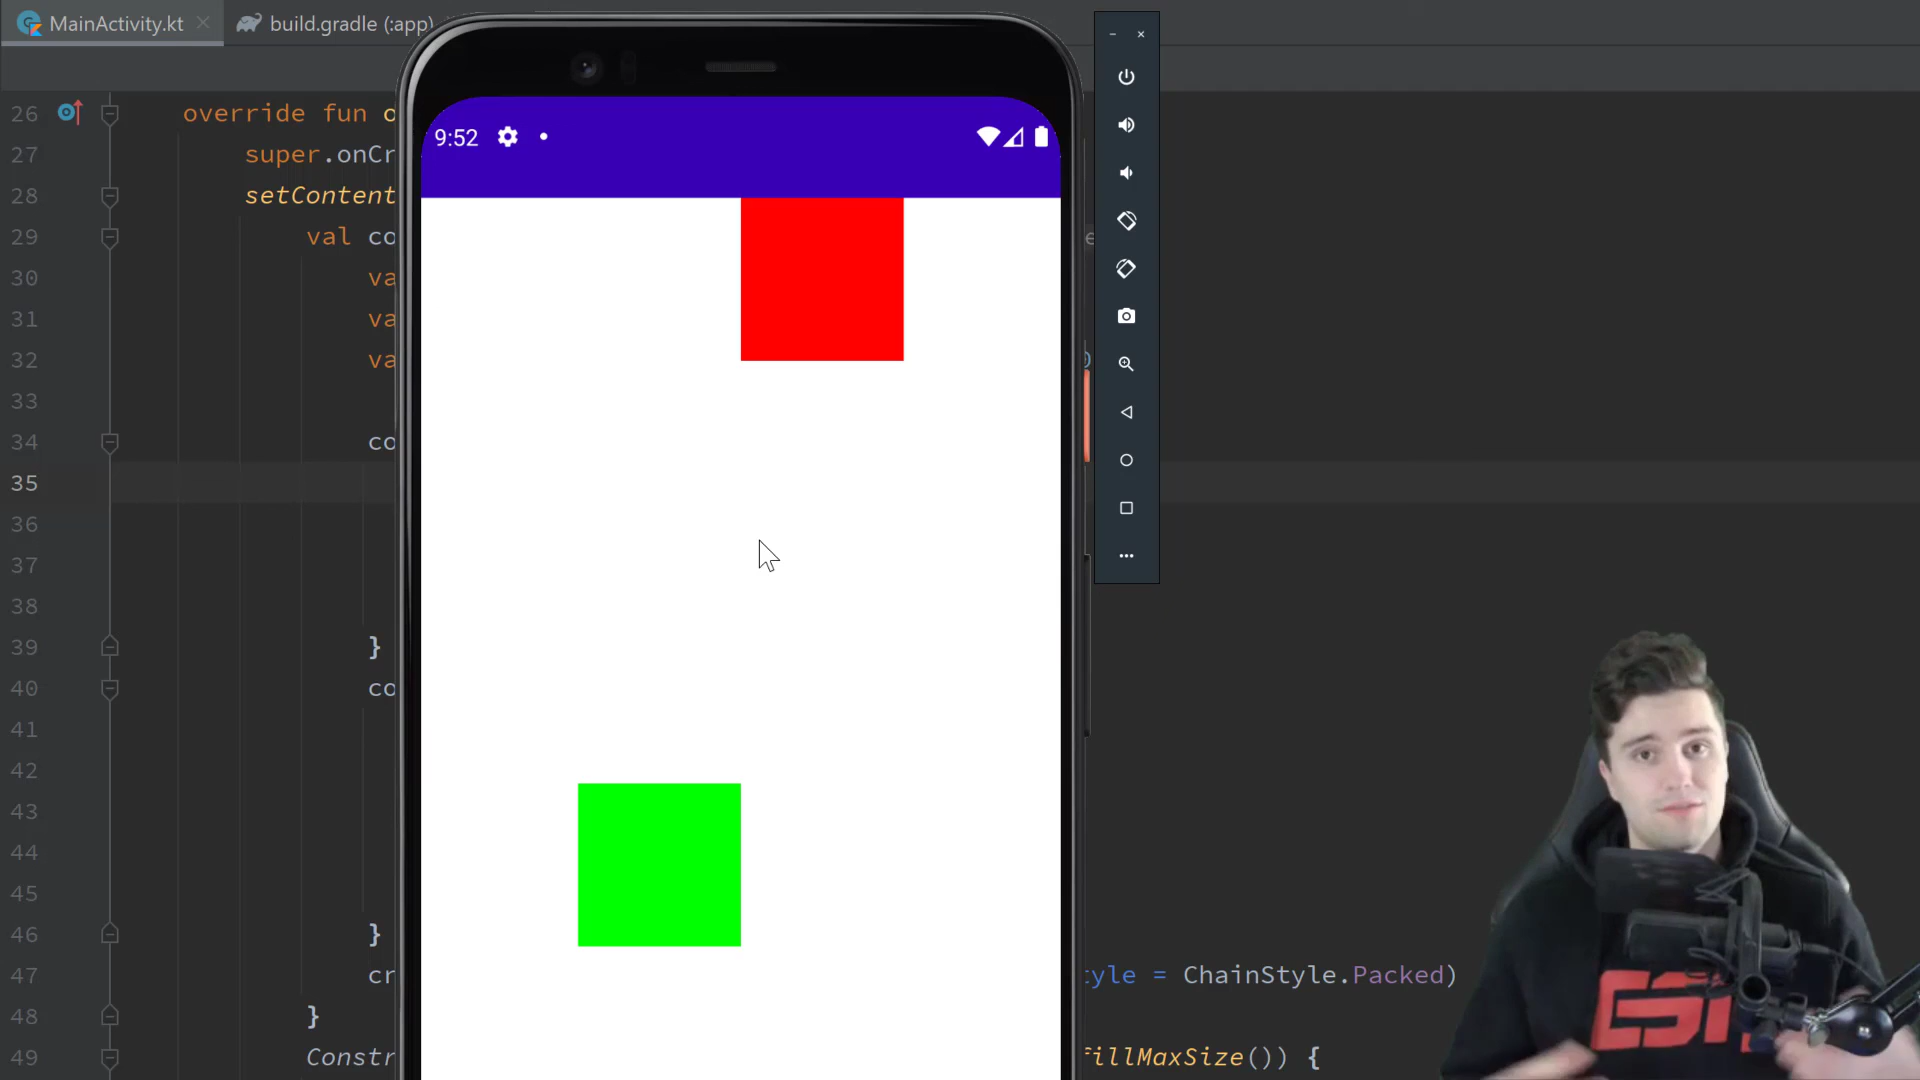 MainActivity.kt
build.gradle (:app)
9:52
26 override fun o
27 super.onCr
28 setContent
29 val co
30 va
31 va
32 va
33
34 co
35
36
37
38
39 }
40 co
41
42
43
44
45
46 }
47 cr tyle = ChainStyle.Packed)
48 }
49 Constr fillMaxSize()) {